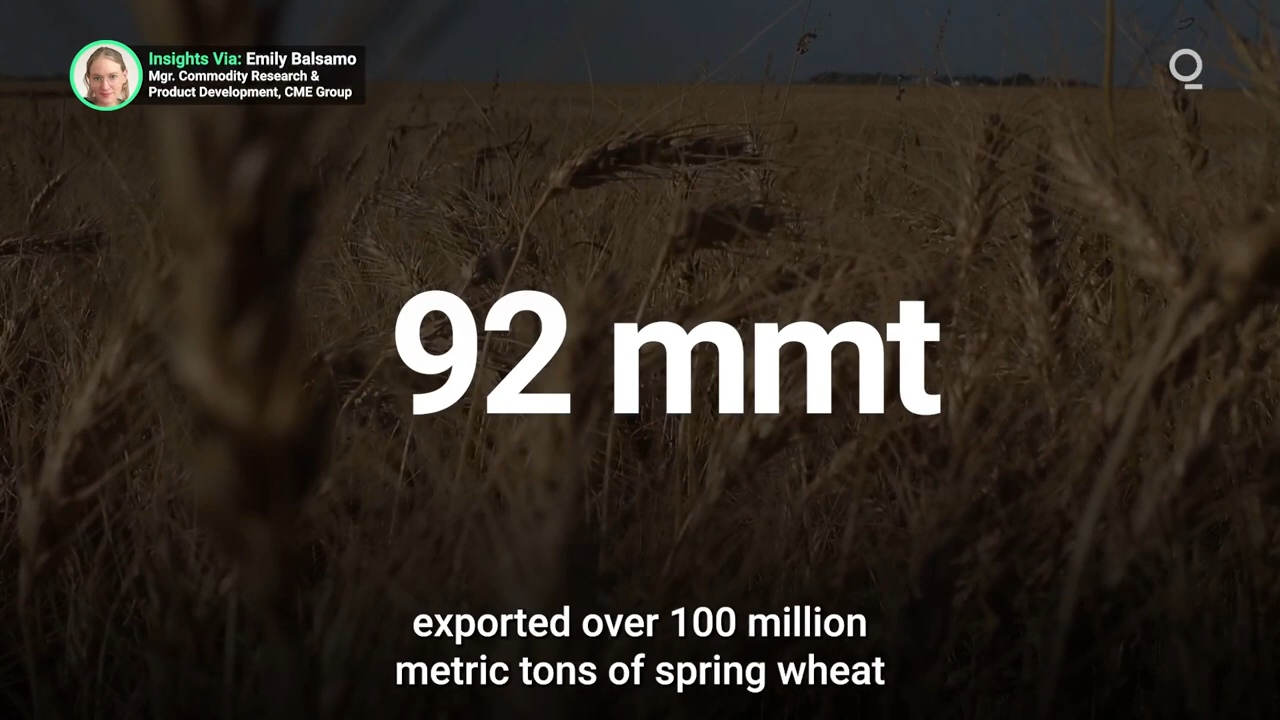 Insights Via: Emily Balsamo
Mgr. Commodity Research &
Product Development, CME Group
92 mmt
exported over 100 million
metric tons of spring wheat